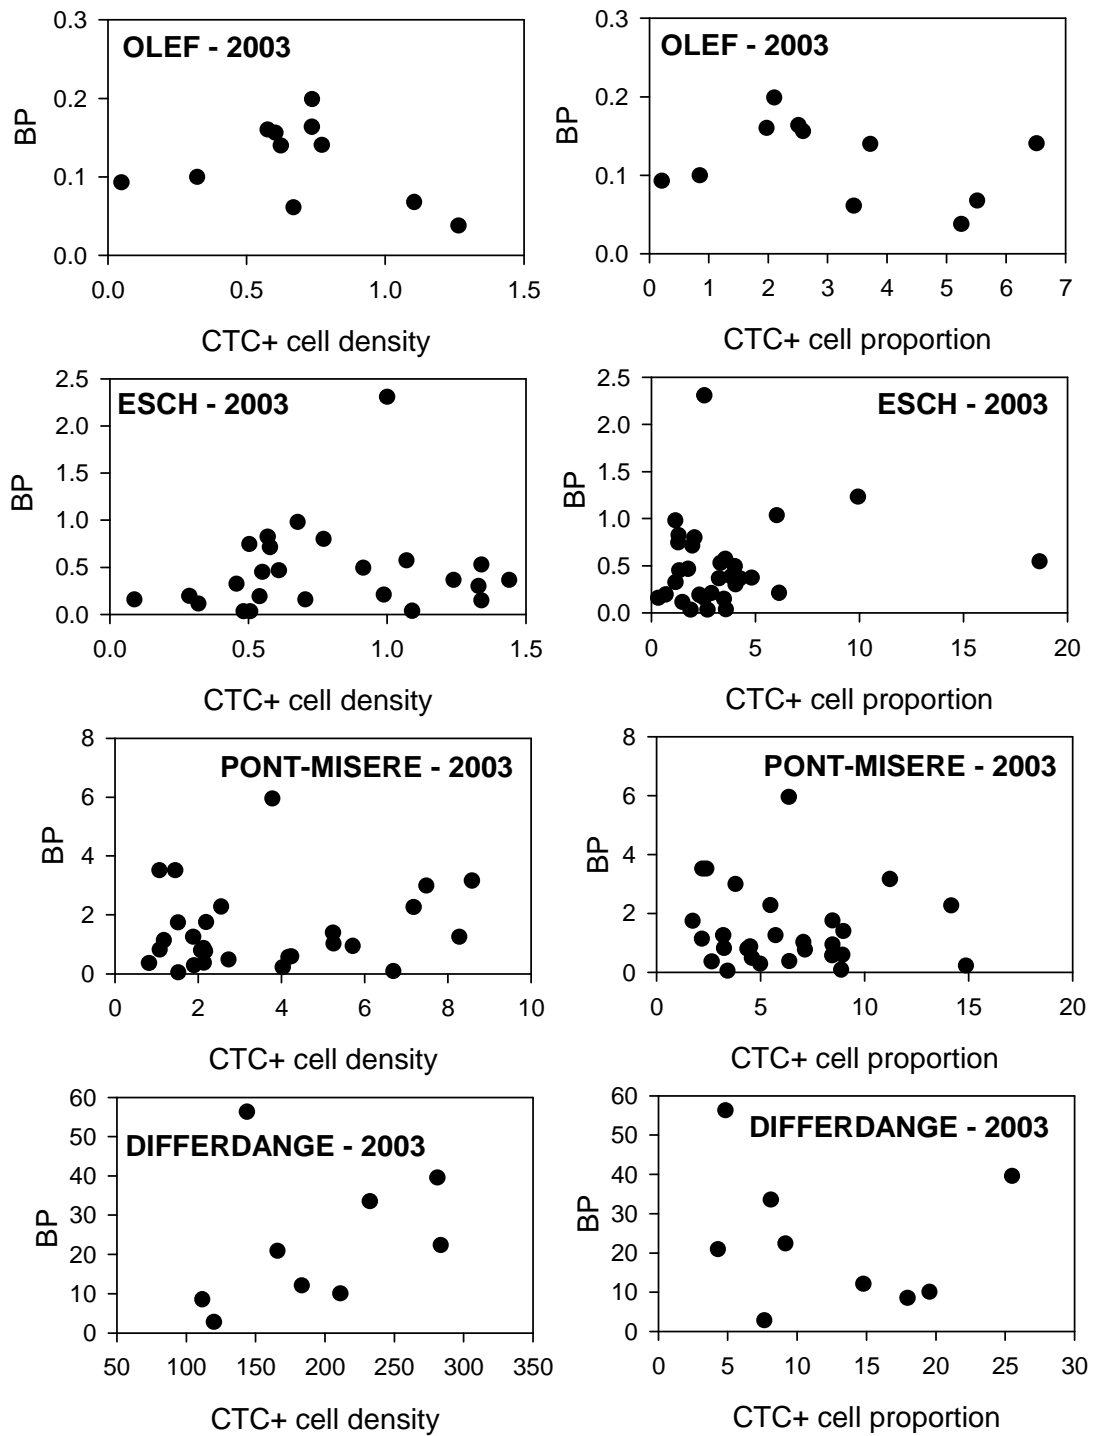 OLEF - 2003
BP
0.3
0.2
0.1
0.0
0.0 0.5 1.0 1.5
CTC+ cell density
OLEF - 2003
BP
0.3
0.2
0.1
0.0
0 1 2 3 4 5 6 7
CTC+ cell proportion
ESCH - 2003
BP
2.5
2.0
1.5
1.0
0.5
0.0
0.0 0.5 1.0 1.5
CTC+ cell density
ESCH - 2003
BP
2.5
2.0
1.5
1.0
0.5
0.0
0 5 10 15 20
CTC+ cell proportion
PONT-MISERE - 2003
BP
8
6
4
2
0
0 2 4 6 8 10
CTC+ cell density
PONT-MISERE - 2003
BP
8
6
4
2
0
0 5 10 15 20
CTC+ cell proportion
DIFFERDANGE - 2003
BP
60
50
40
30
20
10
0
50 100 150 200 250 300 350
CTC+ cell density
DIFFERDANGE - 2003
BP
60
50
40
30
20
10
0
0 5 10 15 20 25 30
CTC+ cell proportion